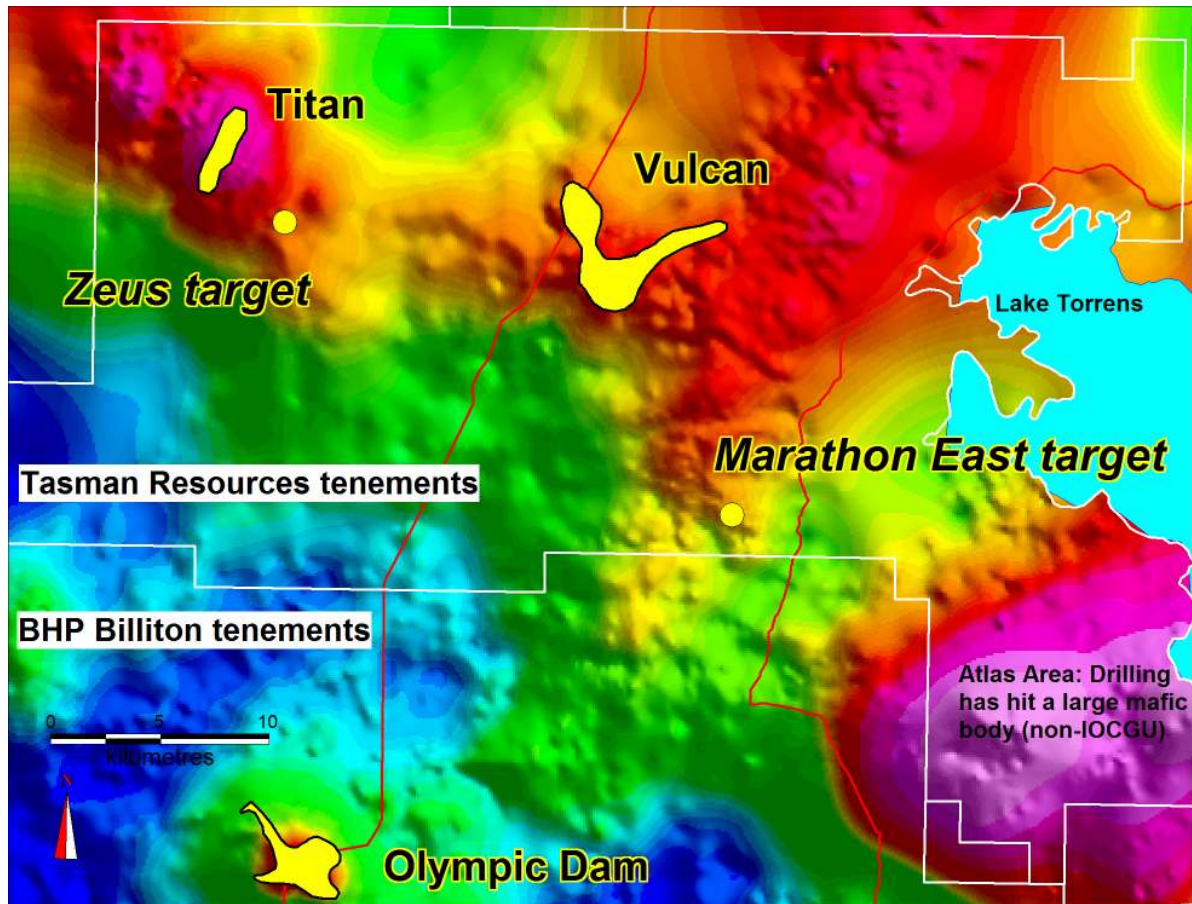 Titan
Vulcan
Zeus target
Lake Torrens
Marathon East target
Tasman Resources tenements
BHP Billiton tenements
Atlas Area: Drilling
has hit a large mafic
body (non-IOCGU)
0 5 10
kilometres
N
Olympic Dam